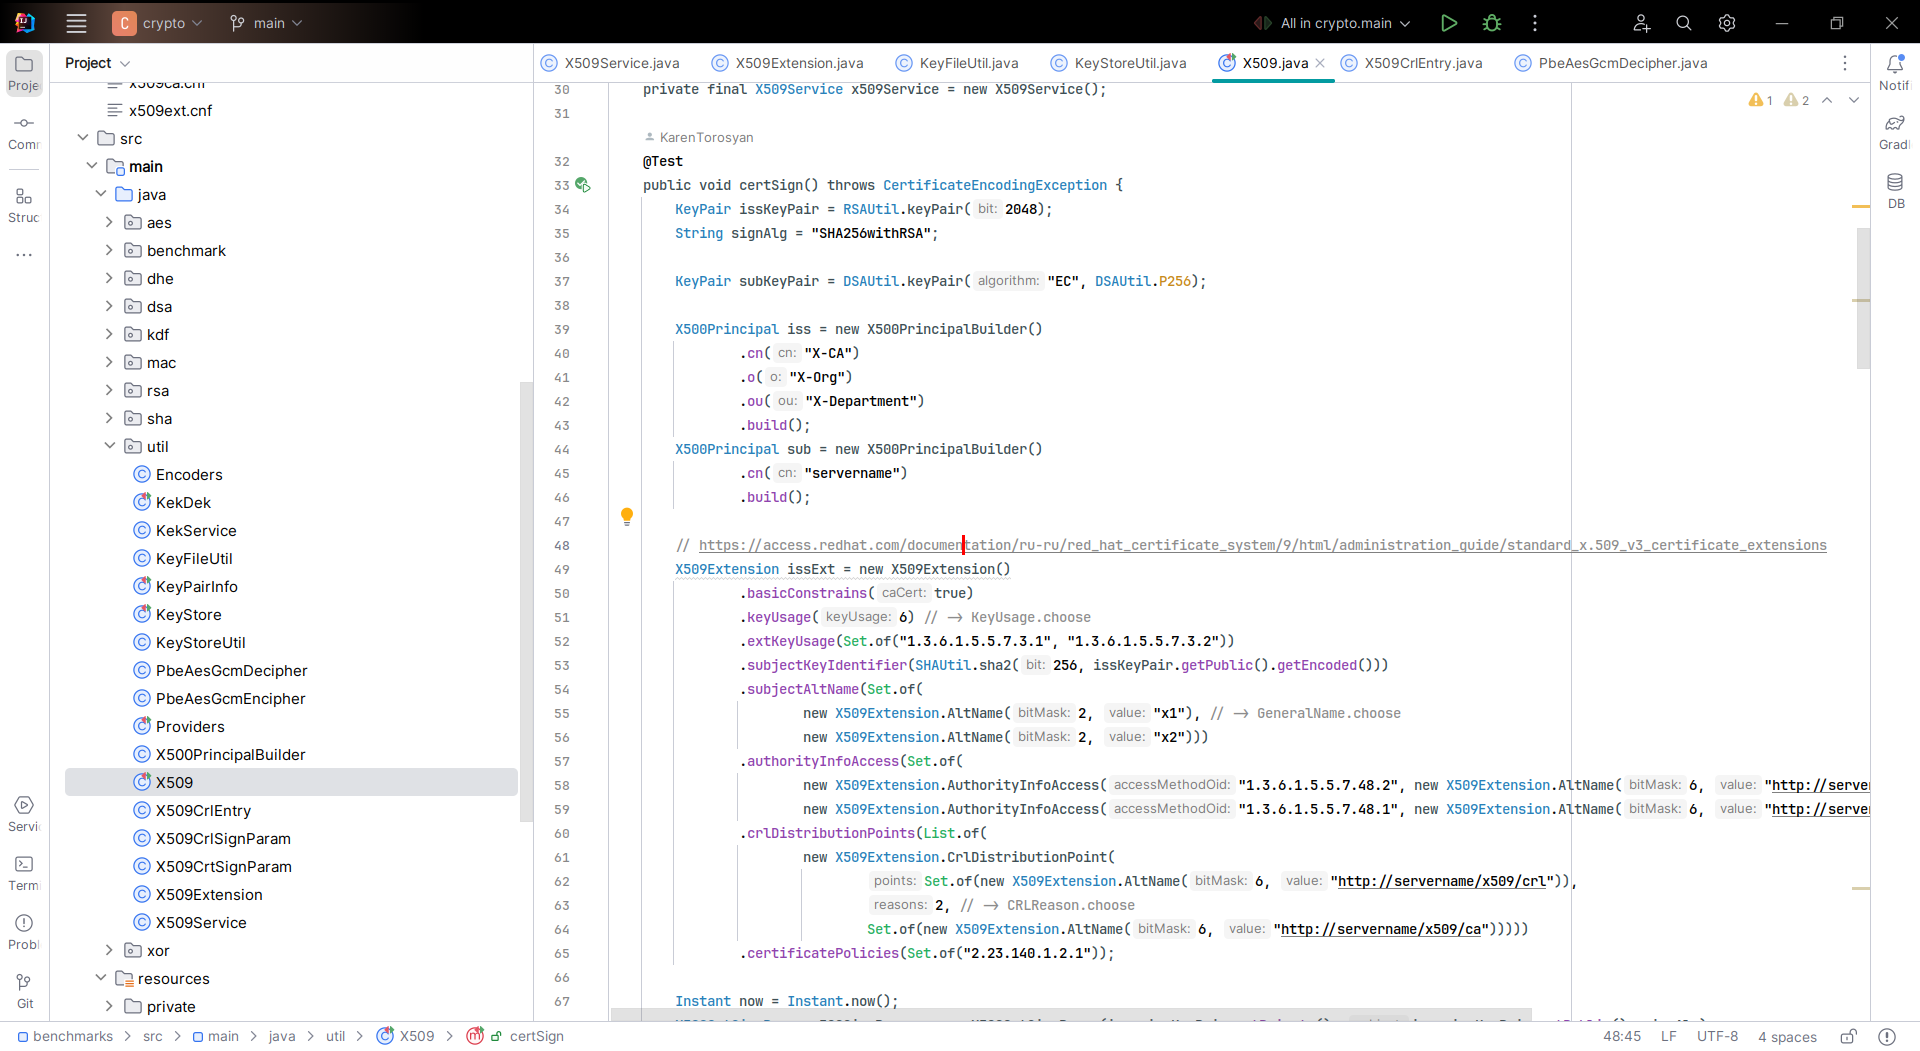 crypto
main
All in crypto.main
Project
X509Service.java
X509Extension.java
KeyFileUtil.java
KeyStoreUtil.java
X509.java
X509CrlEntry.java
PbeAesGcmDecipher.java
Proje
Comm
Struc
Servic
Termi
Probl
Git
Notifi
Gradl
DB
x509ca.cnf
x509ext.cnf
src
main
java
aes
benchmark
dhe
dsa
kdf
mac
rsa
sha
util
Encoders
KekDek
KekService
KeyFileUtil
KeyPairInfo
KeyStore
KeyStoreUtil
PbeAesGcmDecipher
PbeAesGcmEncipher
Providers
X500PrincipalBuilder
X509
X509CrlEntry
X509CrlSignParam
X509CrtSignParam
X509Extension
X509Service
xor
resources
private
1 2
30 private final X509Service x509Service = new X509Service();
31
KarenTorosyan
32 @Test
33 public void certSign() throws CertificateEncodingException {
34 KeyPair issKeyPair = RSAUtil.keyPair( bit: 2048);
35 String signAlg = "SHA256withRSA";
36
37 KeyPair subKeyPair = DSAUtil.keyPair( algorithm: "EC", DSAUtil.P256);
38
39 X500Principal iss = new X500PrincipalBuilder()
40 .cn( cn: "X-CA")
41 .o( o: "X-Org")
42 .ou( ou: "X-Department")
43 .build();
44 X500Principal sub = new X500PrincipalBuilder()
45 .cn( cn: "servername")
46 .build();
47
48 // https://access.redhat.com/documentation/ru-ru/red_hat_certificate_system/9/html/administration_guide/standard_x.509_v3_certificate_extensions
49 X509Extension issExt = new X509Extension()
50 .basicConstrains( caCert: true)
51 .keyUsage( keyUsage: 6) // -> KeyUsage.choose
52 .extKeyUsage(Set.of("1.3.6.1.5.5.7.3.1", "1.3.6.1.5.5.7.3.2"))
53 .subjectKeyIdentifier(SHAUtil.sha2( bit: 256, issKeyPair.getPublic().getEncoded()))
54 .subjectAltName(Set.of(
55 new X509Extension.AltName( bitMask: 2, value: "x1"), // -> GeneralName.choose
56 new X509Extension.AltName( bitMask: 2, value: "x2")))
57 .authorityInfoAccess(Set.of(
58 new X509Extension.AuthorityInfoAccess( accessMethodOid: "1.3.6.1.5.5.7.48.2", new X509Extension.AltName( bitMask: 6, value: "http://serve
59 new X509Extension.AuthorityInfoAccess( accessMethodOid: "1.3.6.1.5.5.7.48.1", new X509Extension.AltName( bitMask: 6, value: "http://serve
60 .crlDistributionPoints(List.of(
61 new X509Extension.CrlDistributionPoint(
62 points: Set.of(new X509Extension.AltName( bitMask: 6, value: "http://servername/x509/crl")),
63 reasons: 2, // -> CRLReason.choose
64 Set.of(new X509Extension.AltName( bitMask: 6, value: "http://servername/x509/ca")))))
65 .certificatePolicies(Set.of("2.23.140.1.2.1"));
66
67 Instant now = Instant.now();
benchmarks > src > main > java > util > X509 > certSign
48:45 LF UTF-8 4 spaces